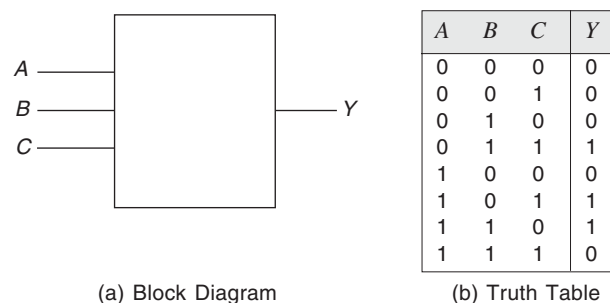 A
B
C
Y
(a) Block Diagram
A B C Y
0 0 0 0
0 0 1 0
0 1 0 0
0 1 1 1
1 0 0 0
1 0 1 1
1 1 0 1
1 1 1 0
(b) Truth Table